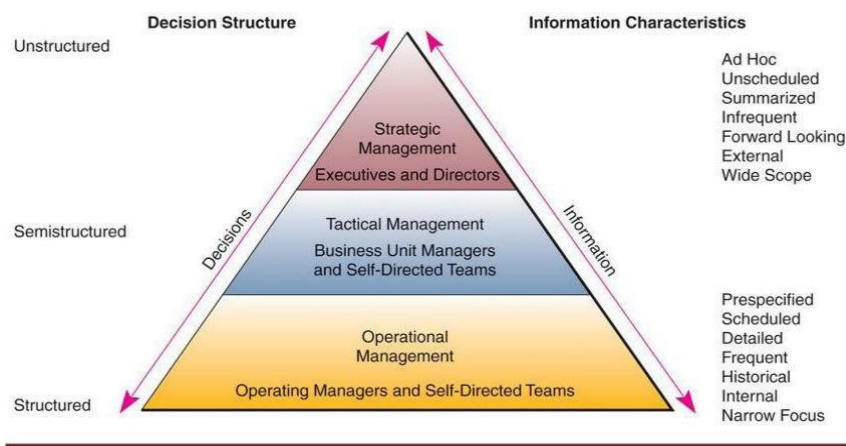 Decision Structure
Information Characteristics
Unstructured
Ad Hoc
Unscheduled
Summarized
Infrequent
Forward Looking
External
Wide Scope
Strategic
Management
Executives and Directors
Decisions
Information
Semistructured
Tactical Management
Business Unit Managers
and Self-Directed Teams
Prespecified
Scheduled
Detailed
Frequent
Historical
Internal
Narrow Focus
Operational
Management
Operating Managers and Self-Directed Teams
Structured